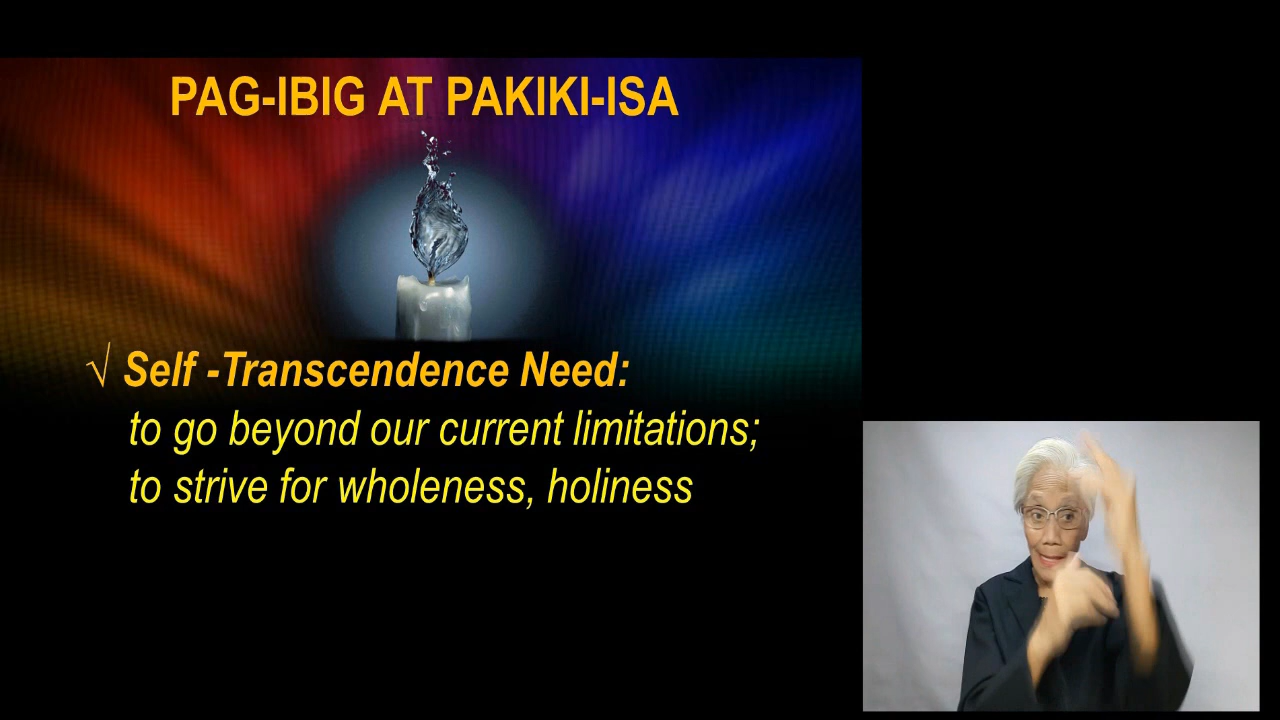 PAG-IBIG AT PAKIKI-ISA
√ Self -Transcendence Need:
to go beyond our current limitations;
to strive for wholeness, holiness